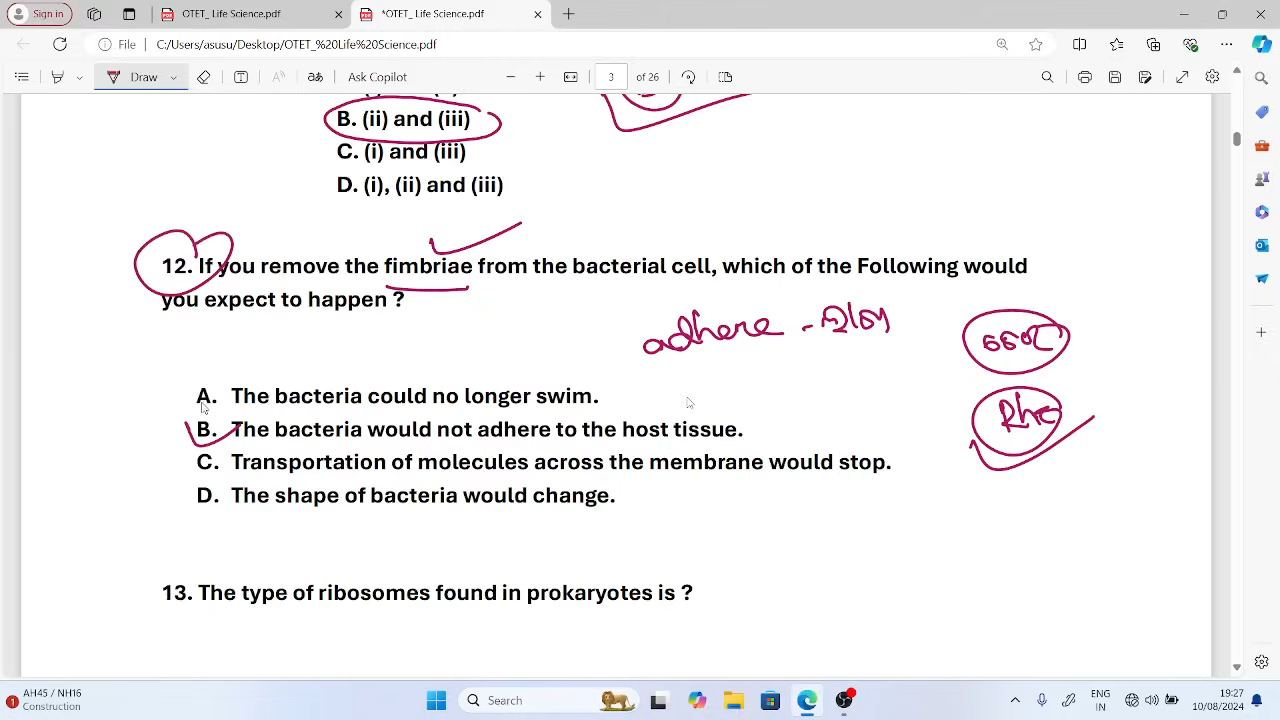 Sign in
OTET_ Life Science.pdf
*OTET_ Life Science.pdf
File
C:/Users/asusu/Desktop/OTET_%20Life%20Science.pdf
Draw
Ask Copilot
3
of 26
B. (ii) and (iii)
C. (i) and (iii)
D. (i), (ii) and (iii)
12. If you remove the fimbriae from the bacterial cell, which of the Following would
you expect to happen ?
adhere -
A. The bacteria could no longer swim.
B. The bacteria would not adhere to the host tissue.
C. Transportation of molecules across the membrane would stop.
D. The shape of bacteria would change.
13. The type of ribosomes found in prokaryotes is ?
AH45 / NH16
Construction
Search
ENG
IN
19:27
10/08/2024